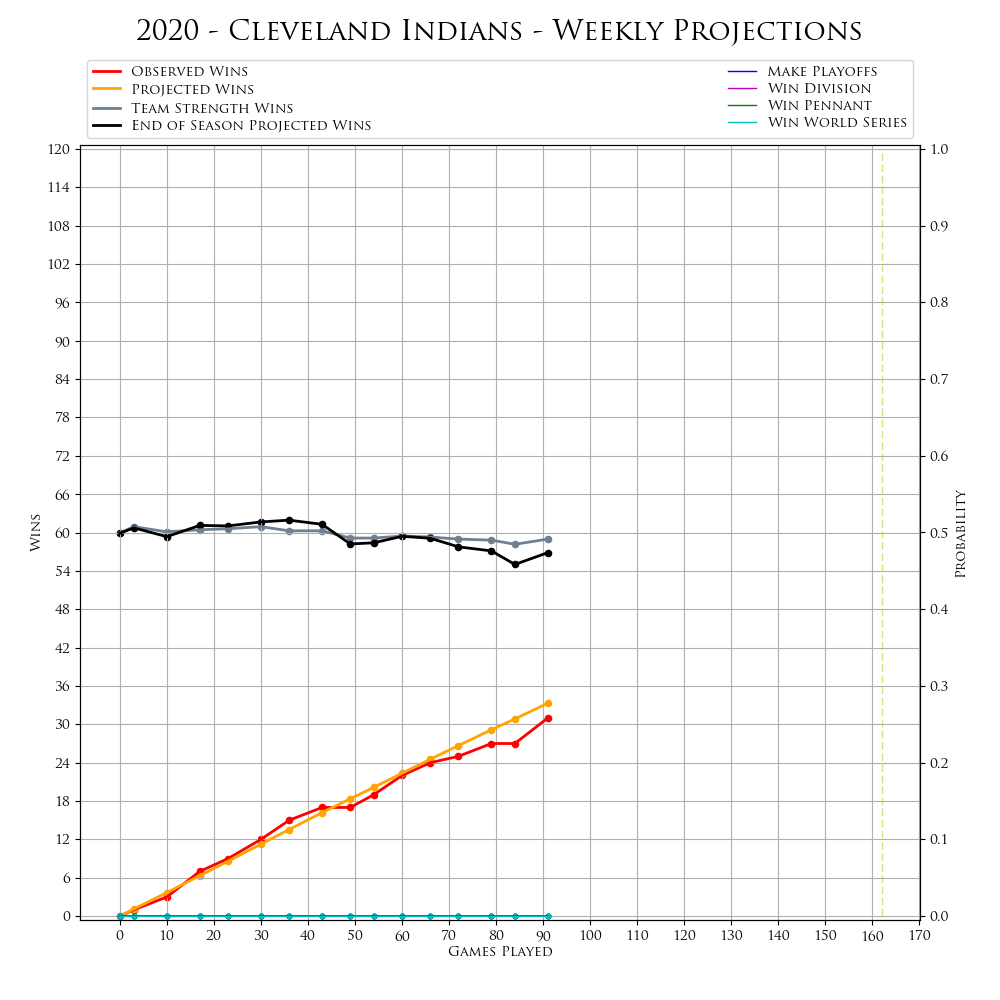 2020 - Cleveland Indians - Weekly Projections
Observed Wins
Projected Wins
Team Strength Wins
End of Season Projected Wins
Make Playoffs
Win Division
Win Pennant
Win World Series
120
114
108
102
96
90
84
78
72
66
60
54
48
42
36
30
24
18
12
6
0
Wins
1.0
0.9
0.8
0.7
0.6
0.5
0.4
0.3
0.2
0.1
0.0
Probability
0 10 20 30 40 50 60 70 80 90 100 110 120 130 140 150 160 170
Games Played